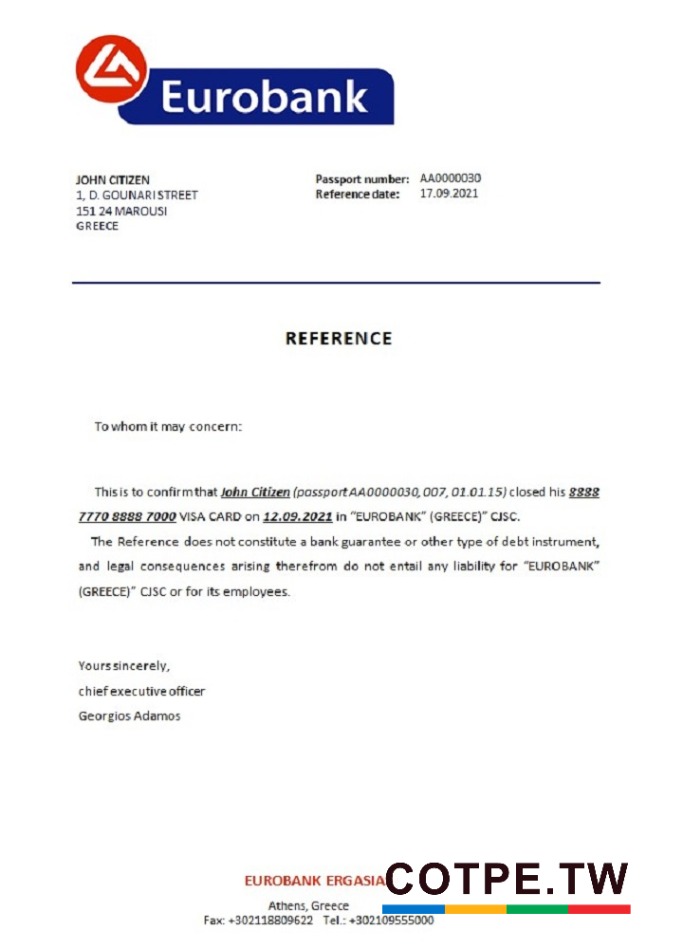 Eurobank
JOHN CITIZEN
1, D. GOUNARI STREET
151 24 MAROUSI
GREECE
Passport number: AA0000030
Reference date: 17.09.2021
REFERENCE
To whom it may concern:
This is to confirm that John Citizen (passport AA0000030, 007, 01.01.15) closed his 8888
7770 8888 7000 VISA CARD on 12.09.2021 in "EUROBANK" (GREECE)" CJSC.
The Reference does not constitute a bank guarantee or other type of debt instrument,
and legal consequences arising therefrom do not entail any liability for "EUROBANK"
(GREECE)" CJSC or for its employees.
Yours sincerely,
chief executive officer
Georgios Adamos
EUROBANK ERGASIA
COTPE.TW
Athens, Greece
Fax: +302118809622 Tel.: +302109555000